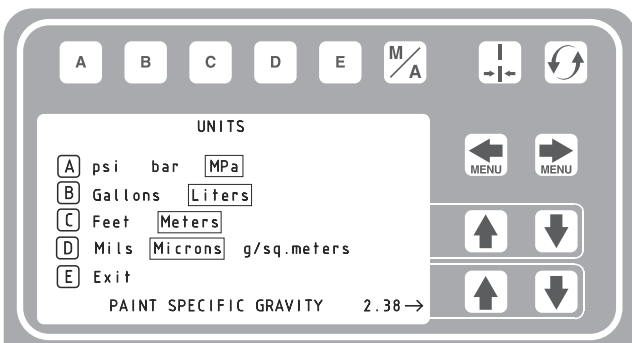 A B C D E M/A
UNITS
MENU MENU
A psi bar MPa
B Gallons Liters
C Feet Meters
D Mils Microns g/sq.meters
E Exit
PAINT SPECIFIC GRAVITY 2.38→